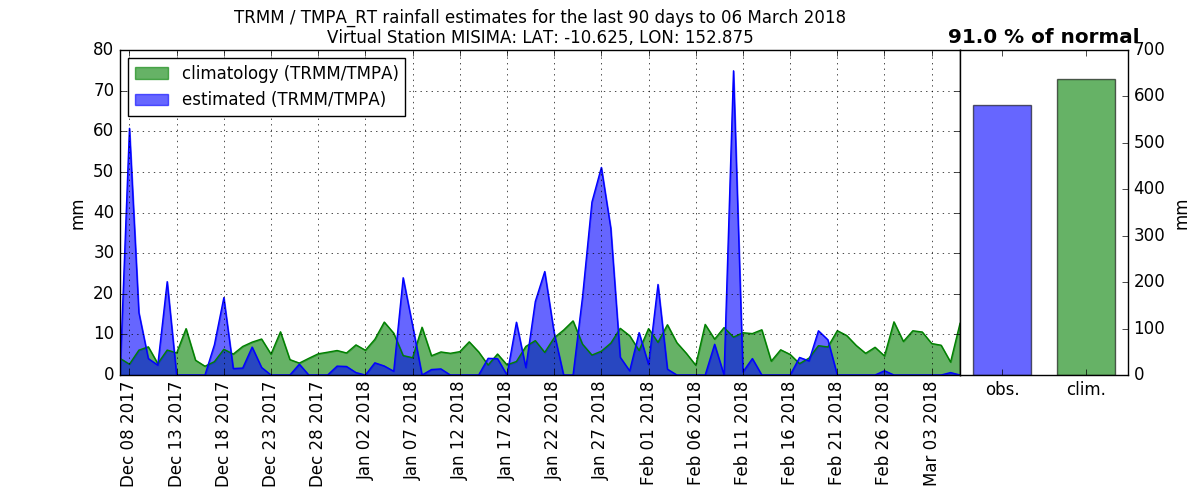 TRMM / TMPA_RT rainfall estimates for the last 90 days to 06 March 2018
Virtual Station MISIMA: LAT: -10.625, LON: 152.875
91.0 % of normal
climatology (TRMM/TMPA)
estimated (TRMM/TMPA)
mm
80
70
60
50
40
30
20
10
0
Dec 08 2017
Dec 13 2017
Dec 18 2017
Dec 23 2017
Dec 28 2017
Jan 02 2018
Jan 07 2018
Jan 12 2018
Jan 17 2018
Jan 22 2018
Jan 27 2018
Feb 01 2018
Feb 06 2018
Feb 11 2018
Feb 16 2018
Feb 21 2018
Feb 26 2018
Mar 03 2018
obs.
clim.
700
600
500
400
300
200
100
0
mm